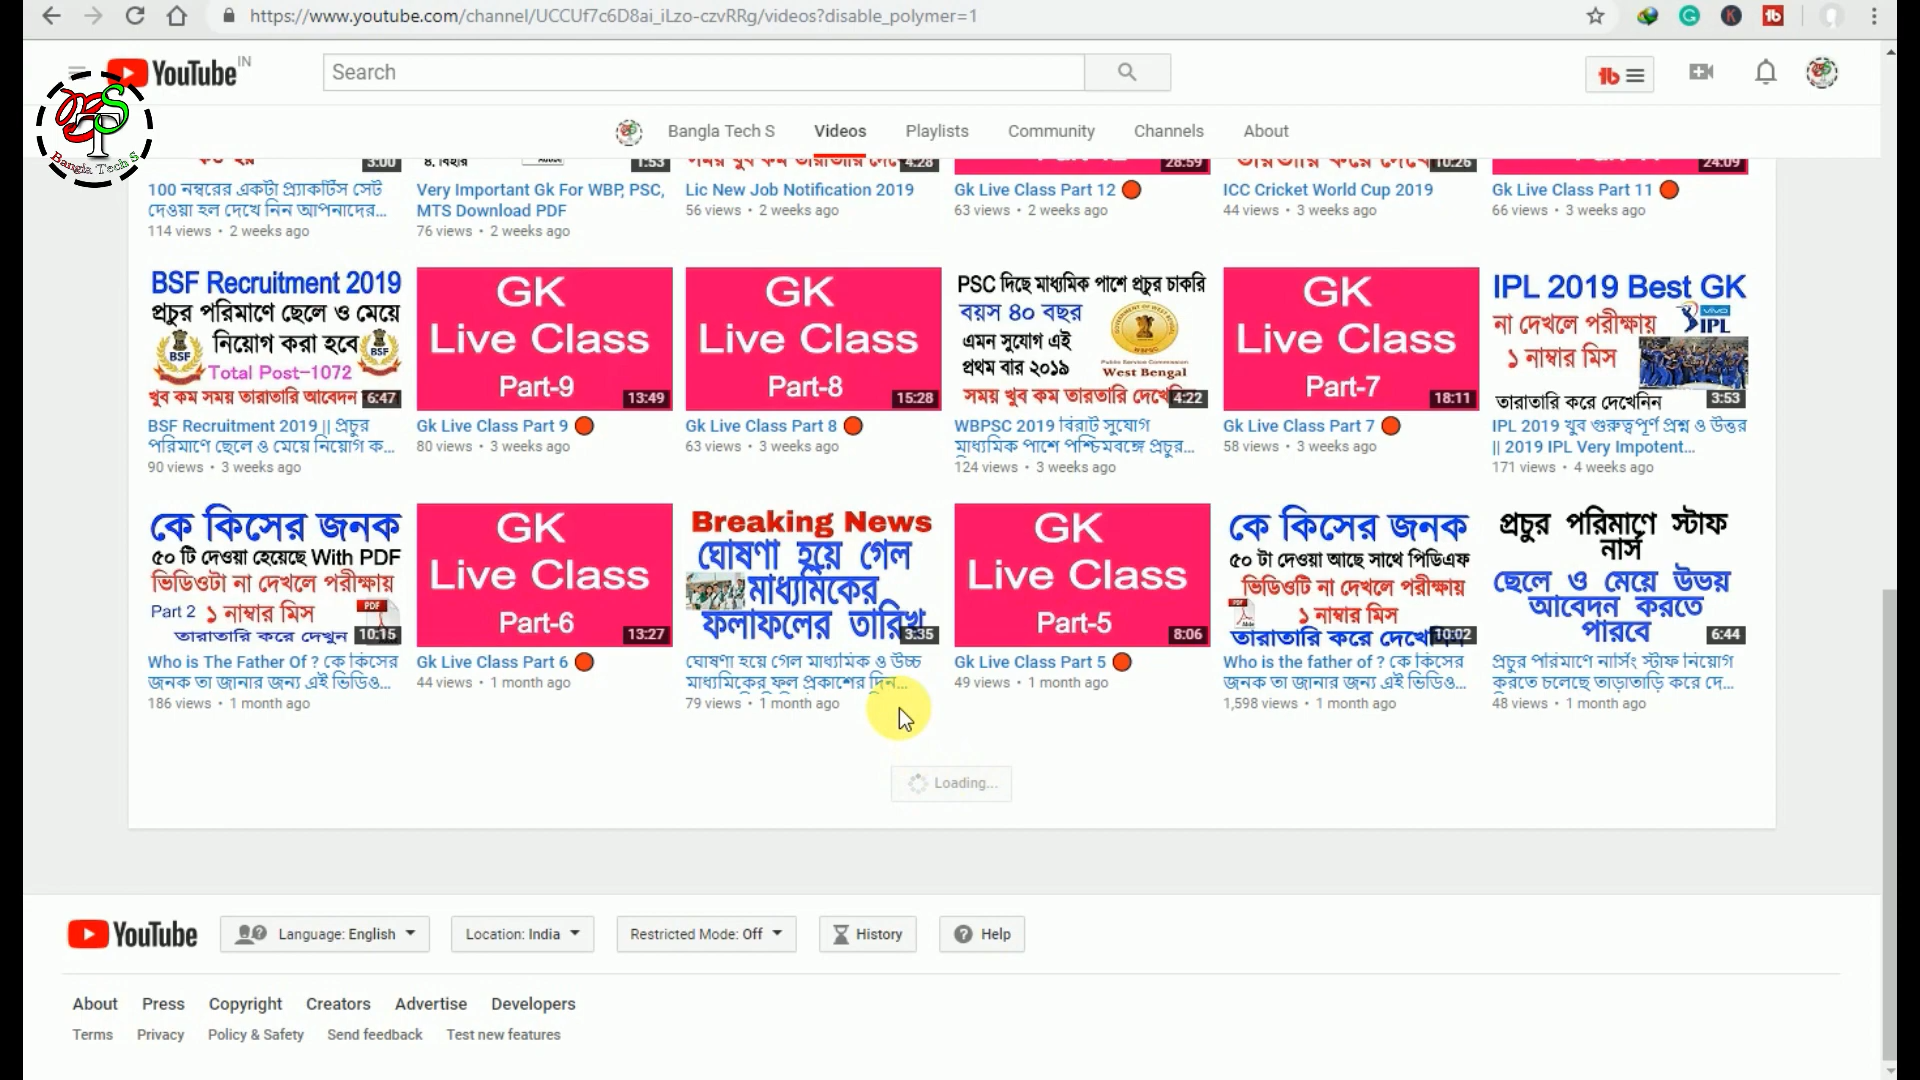 https://www.youtube.com/channel/UCCUf7c6D8ai_iLzo-czvRRg/videos?disable_polymer=1
YouTube IN
Search
Bangla Tech S
Bangla Tech S Videos Playlists Community Channels About
3:00 1:53 4:28 28:59 10:26 24:09
৪. বিহার
100 নম্বরের একটা প্র্যাকটিস সেট
দেওয়া হল দেখে নিন আপনাদের...
114 views • 2 weeks ago
Very Important Gk For WBP, PSC,
MTS Download PDF
76 views • 2 weeks ago
Lic New Job Notification 2019
56 views • 2 weeks ago
Gk Live Class Part 12
63 views • 2 weeks ago
ICC Cricket World Cup 2019
44 views • 3 weeks ago
Gk Live Class Part 11
66 views • 3 weeks ago
BSF Recruitment 2019
প্রচুর পরিমাণে ছেলে ও মেয়ে
নিয়োগ করা হবে
BSF BSF
Total Post-1072
খুব কম সময় তারাতারি আবেদন 6:47
BSF Recruitment 2019 || প্রচুর
পরিমাণে ছেলে ও মেয়ে নিয়োগ ক...
90 views • 3 weeks ago
GK
Live Class
Part-9
13:49
Gk Live Class Part 9
80 views • 3 weeks ago
GK
Live Class
Part-8
15:28
Gk Live Class Part 8
63 views • 3 weeks ago
PSC দিছে মাধ্যমিক পাশে প্রচুর চাকরি
বয়স ৪০ বছর
এমন সুযোগ এই
প্রথম বার ২০১৯
Public Service Commission
West Bengal
সময় খুব কম তারতারি দেখে 4:22
WBPSC 2019 বিরাট সুযোগ
মাধ্যমিক পাশে পশ্চিমবঙ্গে প্রচুর...
124 views • 3 weeks ago
GK
Live Class
Part-7
18:11
Gk Live Class Part 7
58 views • 3 weeks ago
IPL 2019 Best GK
না দেখলে পরীক্ষায়
vivo IPL
১ নাম্বার মিস
তারাতারি করে দেখেনিন 3:53
IPL 2019 খুব গুরুত্বপূর্ণ প্রশ্ন ও উত্তর
|| 2019 IPL Very Impotent...
171 views • 4 weeks ago
কে কিসের জনক
৫০ টি দেওয়া হেয়েছে With PDF
ভিডিওটা না দেখলে পরীক্ষায়
Part 2 ১ নাম্বার মিস PDF
তারাতারি করে দেখুন 10:15
Who is The Father Of ? কে কিসের
জনক তা জানার জন্য এই ভিডিও...
186 views • 1 month ago
GK
Live Class
Part-6
13:27
Gk Live Class Part 6
44 views • 1 month ago
Breaking News
ঘোষণা হয়ে গেল
মাধ্যমিকের
ফলাফলের তারিখ 3:35
ঘোষণা হয়ে গেল মাধ্যমিক ও উচ্চ
মাধ্যমিকের ফল প্রকাশের দিন...
79 views • 1 month ago
GK
Live Class
Part-5
8:06
Gk Live Class Part 5
49 views • 1 month ago
কে কিসের জনক
৫০ টা দেওয়া আছে সাথে পিডিএফ
ভিডিওটি না দেখলে পরীক্ষায়
PDF ১ নাম্বার মিস
তারাতারি করে 10:02
Who is the father of ? কে কিসের
জনক তা জানার জন্য এই ভিডিও...
1,598 views • 1 month ago
প্রচুর পরিমাণে স্টাফ
নার্স
ছেলে ও মেয়ে উভয়
আবেদন করতে
পারবে 6:44
প্রচুর পরিমাণে নার্সিং স্টাফ নিয়োগ
করতে চলেছে তাড়াতাড়ি করে দে...
48 views • 1 month ago
Loading...
YouTube Language: English Location: India Restricted Mode: Off History Help
About Press Copyright Creators Advertise Developers
Terms Privacy Policy & Safety Send feedback Test new features